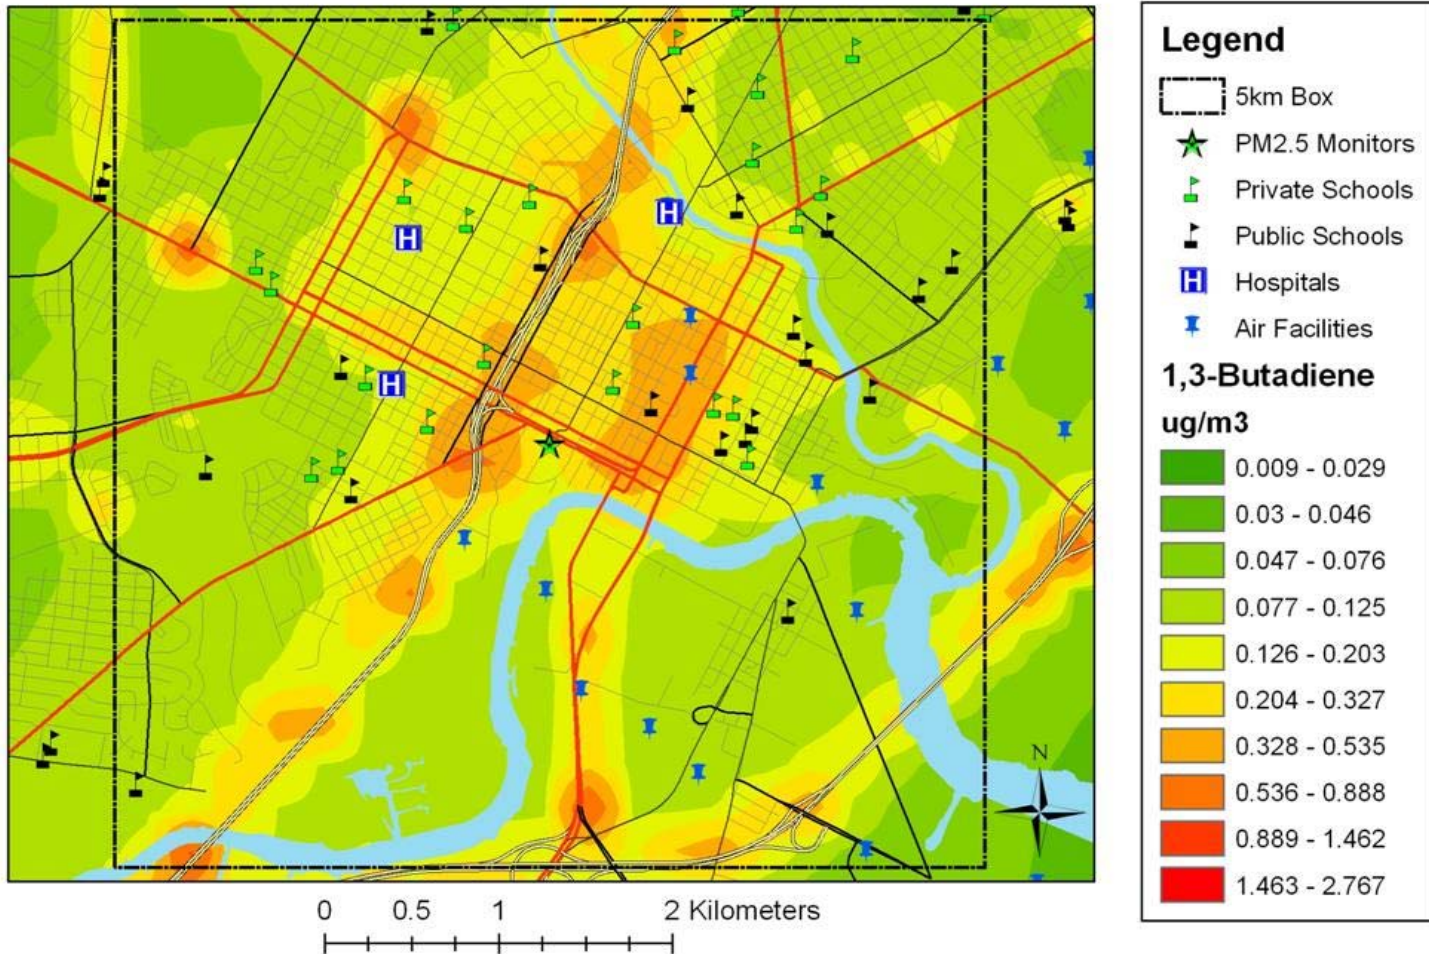 Legend
5km Box
PM2.5 Monitors
Private Schools
Public Schools
H Hospitals
Air Facilities
1,3-Butadiene
ug/m3
0.009 - 0.029
0.03 - 0.046
0.047 - 0.076
0.077 - 0.125
0.126 - 0.203
0.204 - 0.327
0.328 - 0.535
0.536 - 0.888
0.889 - 1.462
1.463 - 2.767
H
H
H
N
0 0.5 1 2 Kilometers